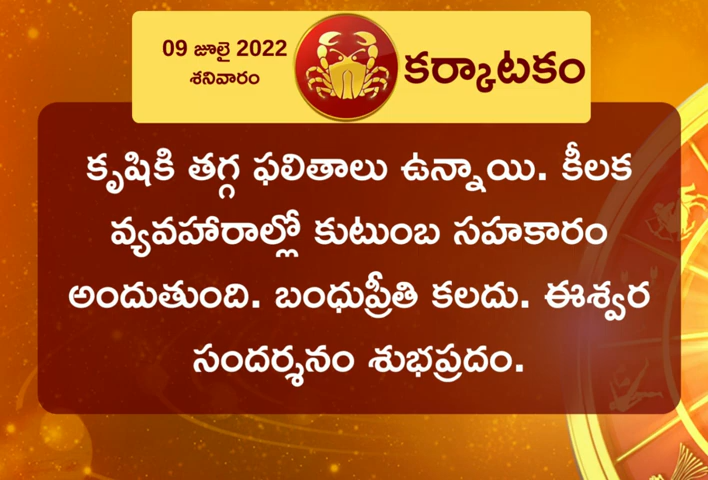 09 జూలై 2022
శనివారం
కర్కాటకం
కృషికి తగ్గ ఫలితాలు ఉన్నాయి. కీలక
వ్యవహారాల్లో కుటుంబ సహకారం
అందుతుంది. బంధుప్రీతి కలదు. ఈశ్వర
సందర్శనం శుభప్రదం.